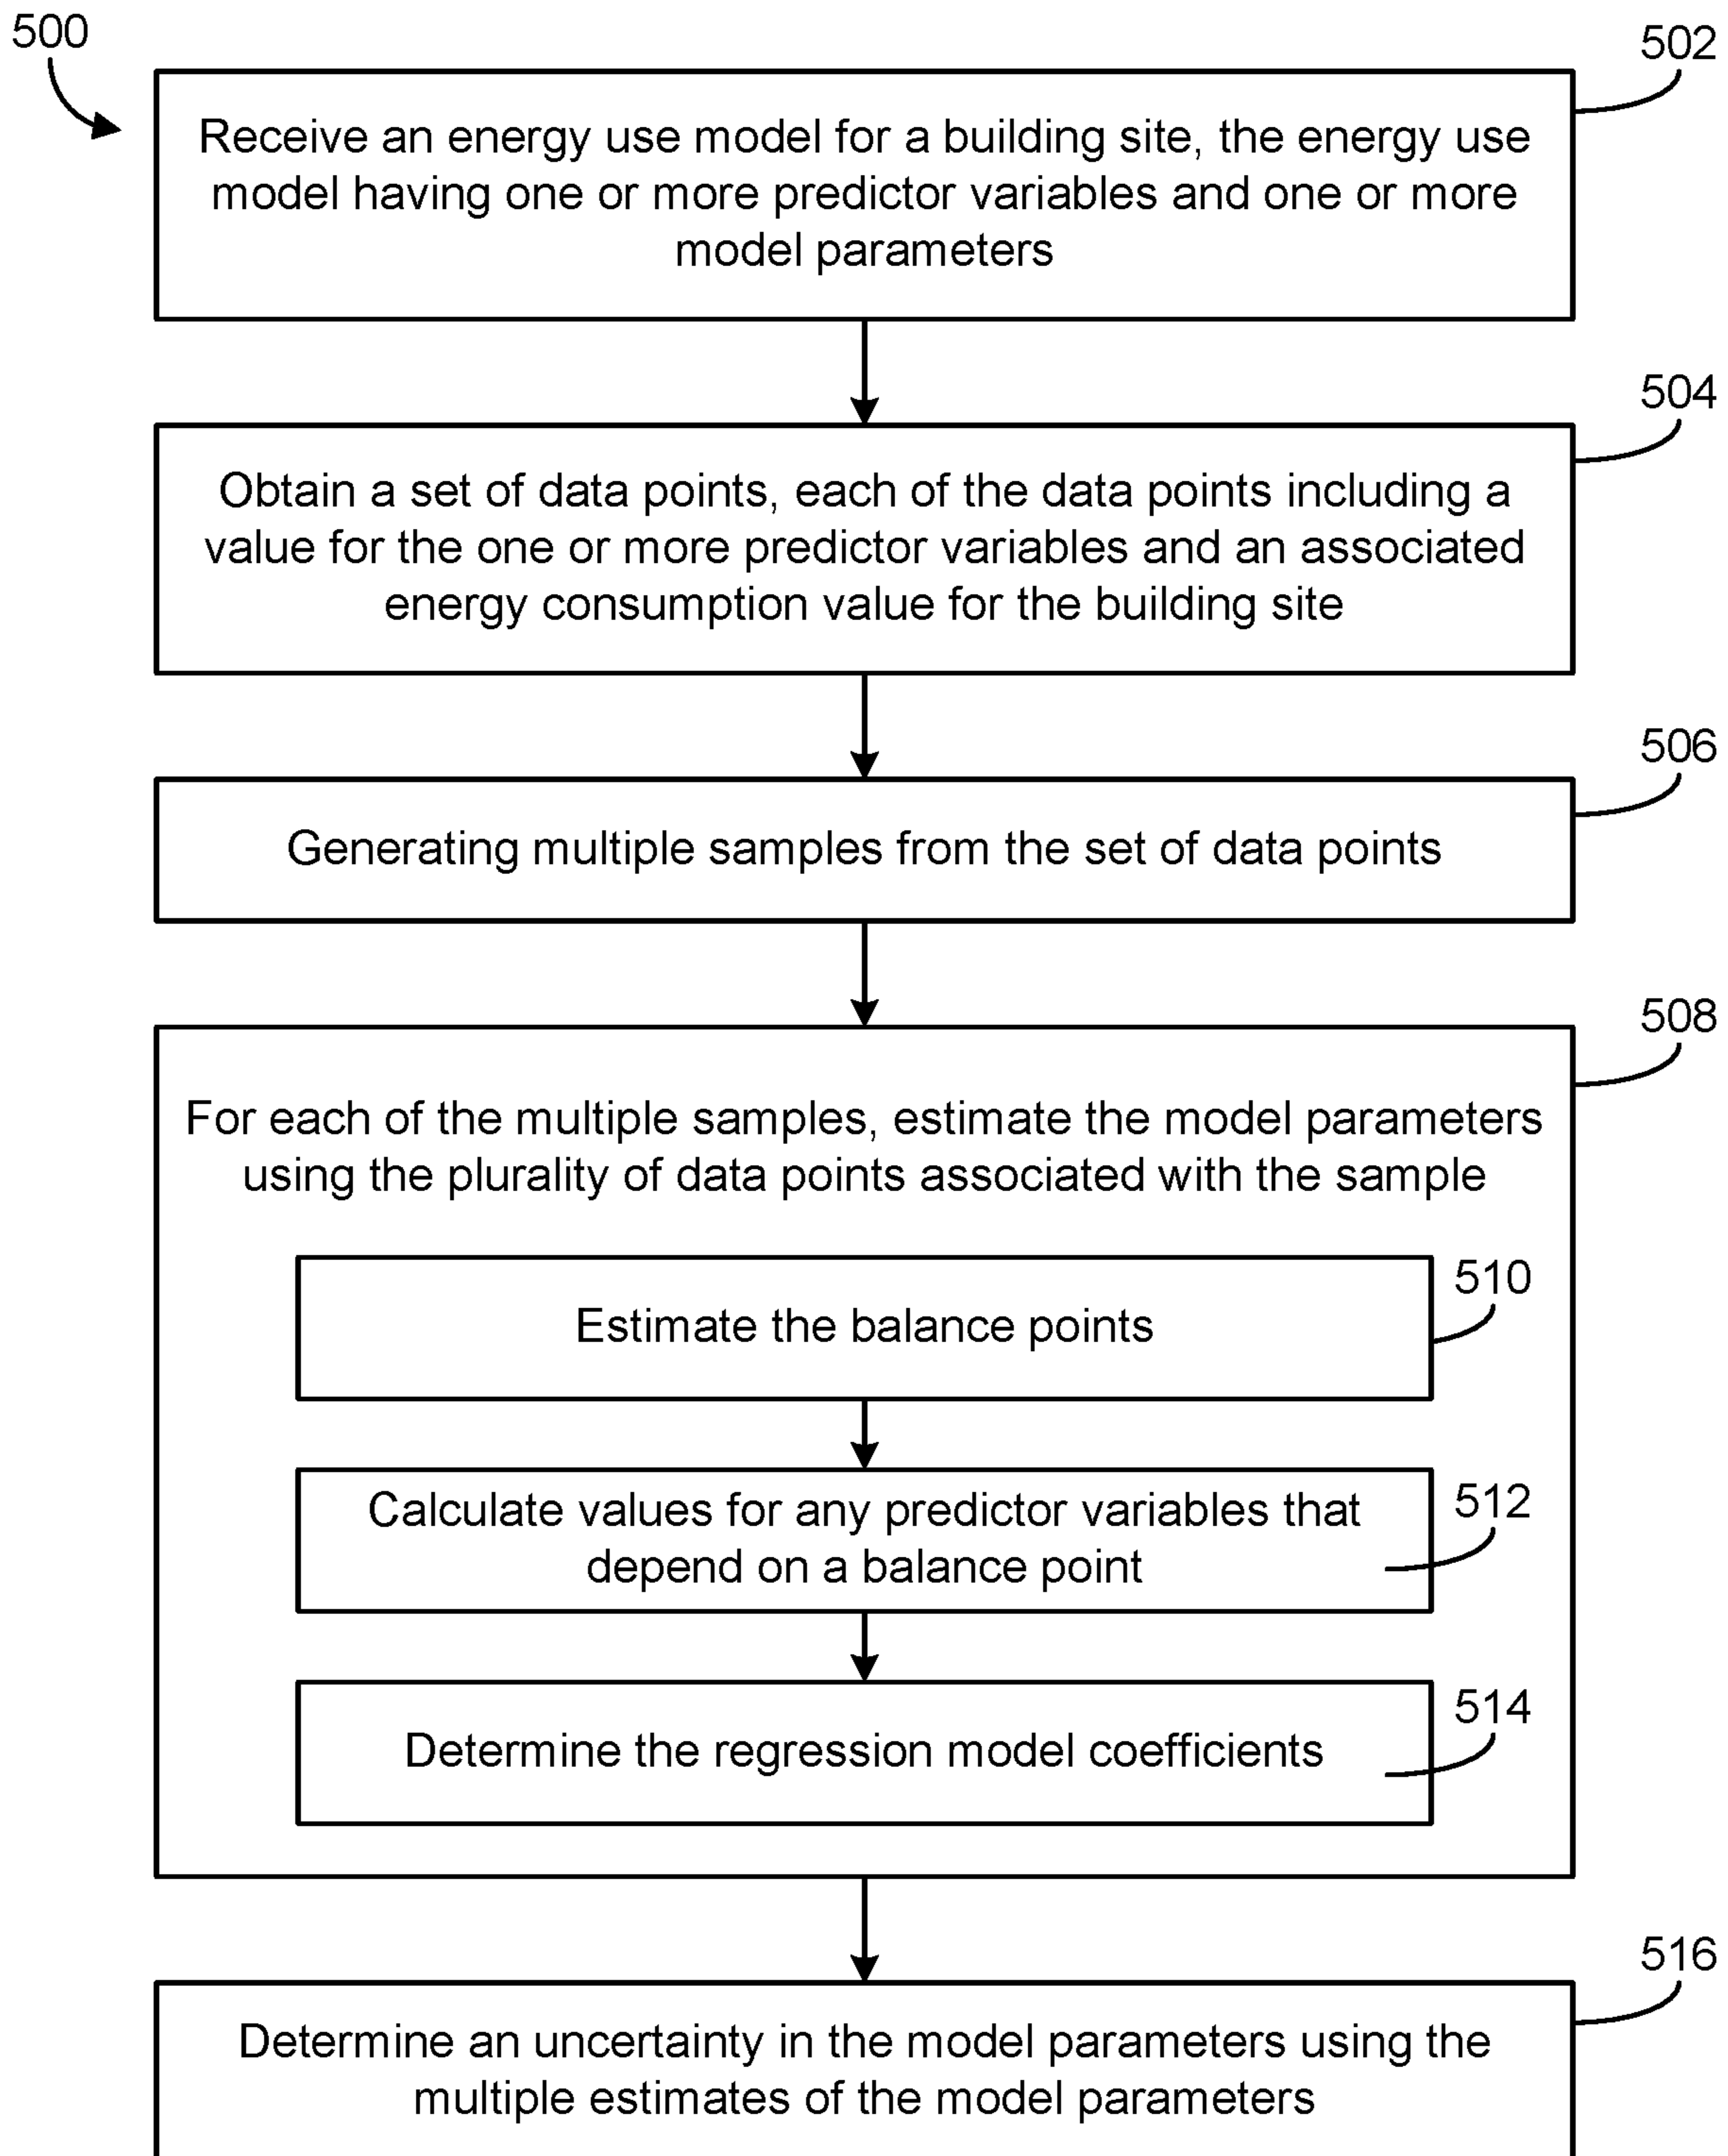 500
502
Receive an energy use model for a building site, the energy use
model having one or more predictor variables and one or more
model parameters
504
Obtain a set of data points, each of the data points including a
value for the one or more predictor variables and an associated
energy consumption value for the building site
506
Generating multiple samples from the set of data points
508
For each of the multiple samples, estimate the model parameters
using the plurality of data points associated with the sample
510
Estimate the balance points
512
Calculate values for any predictor variables that
depend on a balance point
514
Determine the regression model coefficients
516
Determine an uncertainty in the model parameters using the
multiple estimates of the model parameters